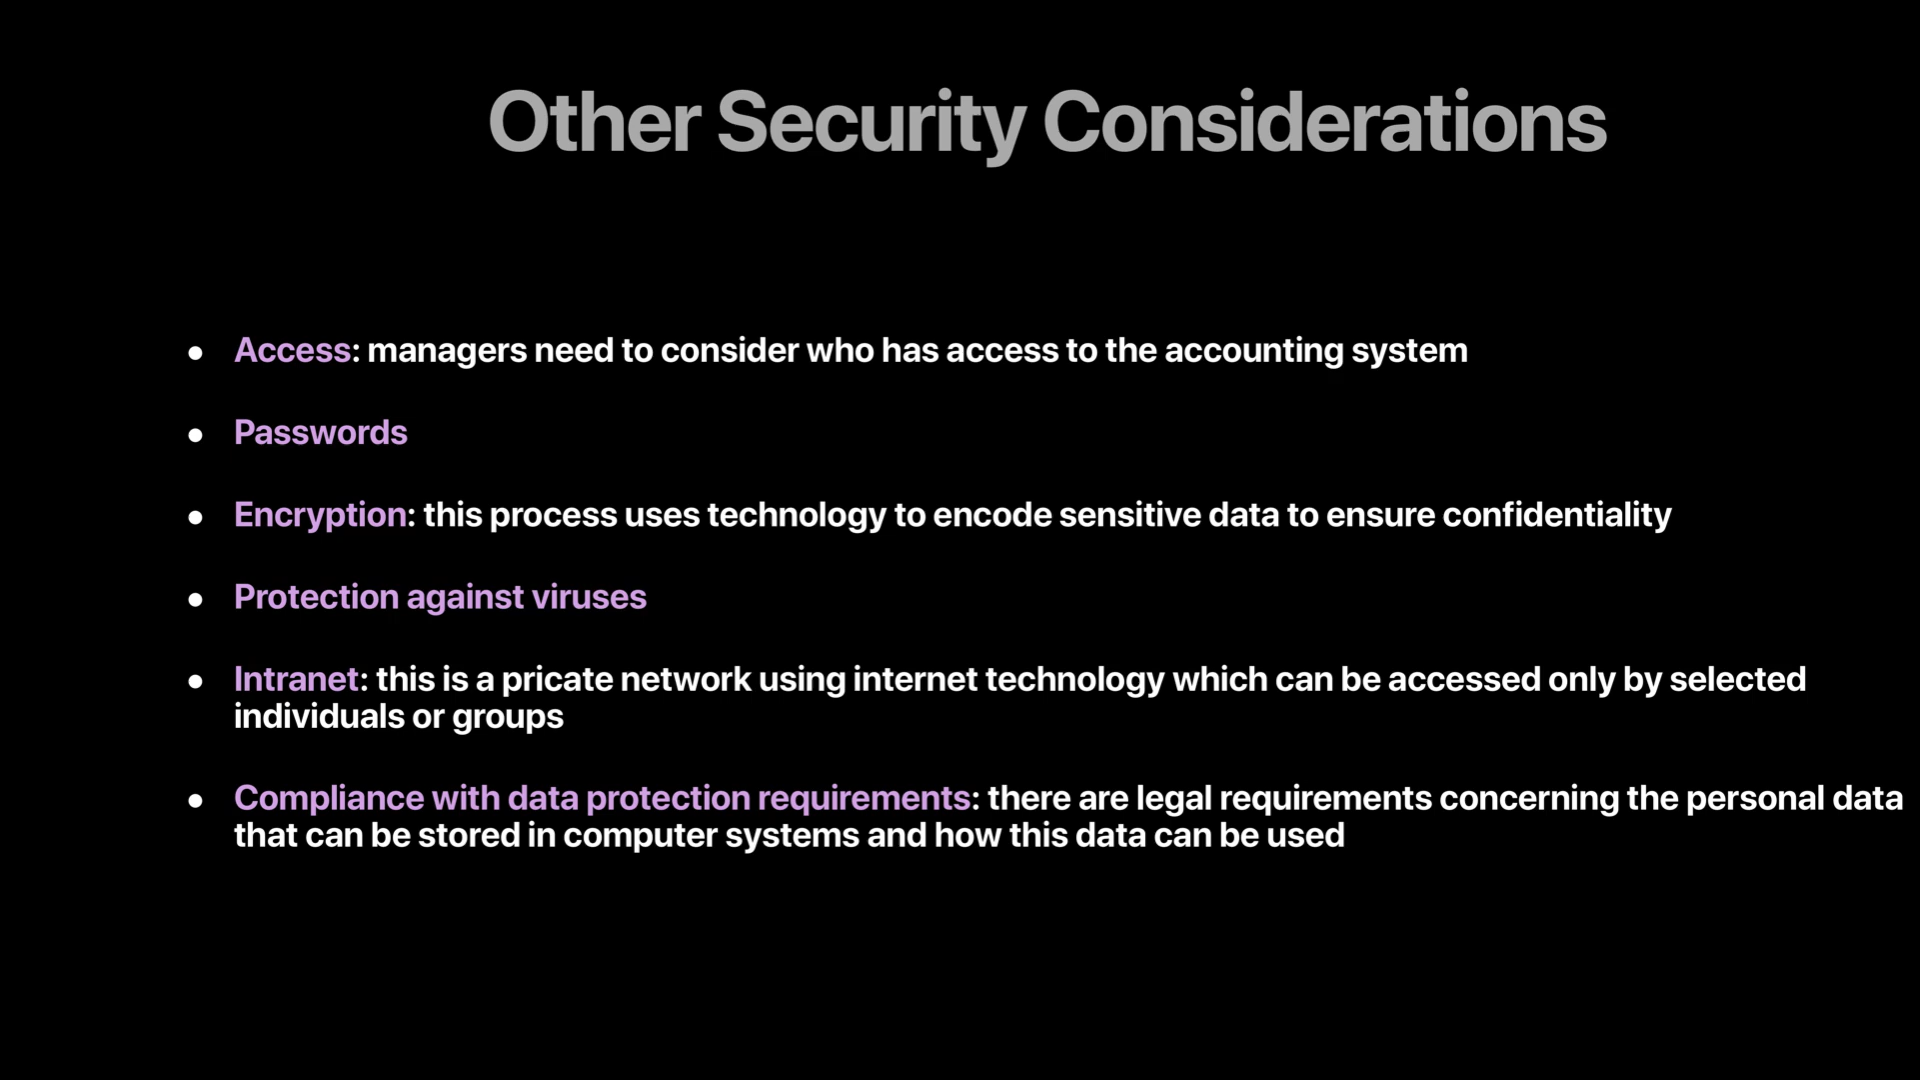 Other Security Considerations
● Access: managers need to consider who has access to the accounting system
● Passwords
● Encryption: this process uses technology to encode sensitive data to ensure confidentiality
● Protection against viruses
● Intranet: this is a pricate network using internet technology which can be accessed only by selected
individuals or groups
● Compliance with data protection requirements: there are legal requirements concerning the personal data
that can be stored in computer systems and how this data can be used